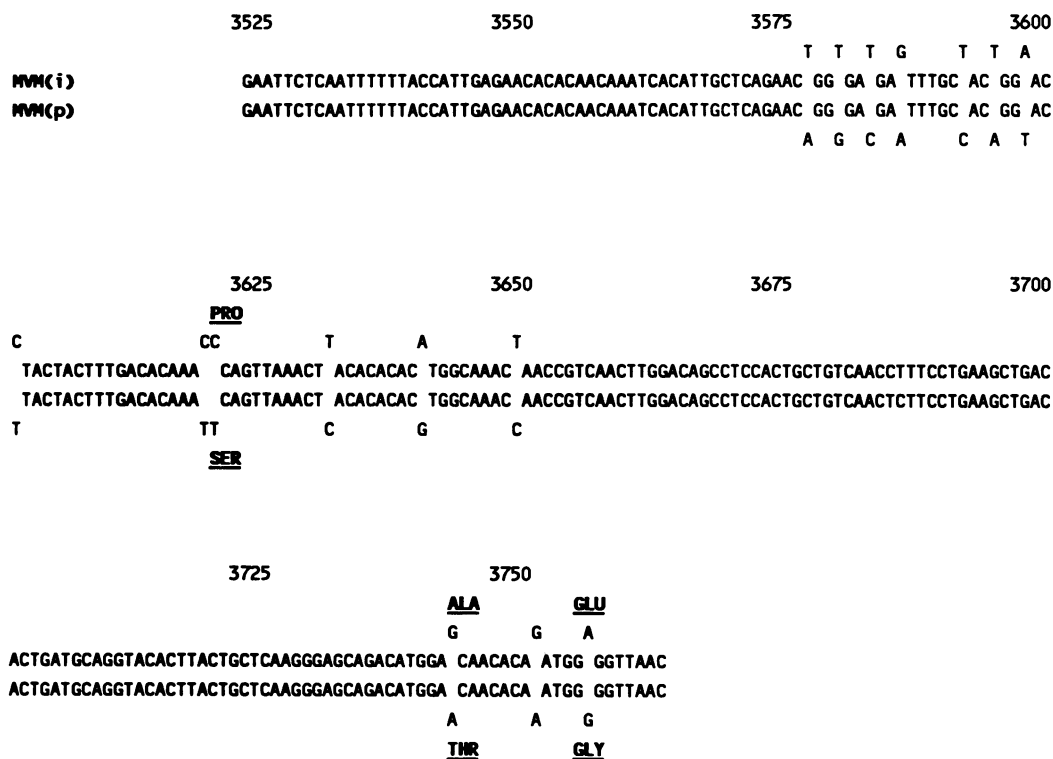 3525 3550 3575 3600
T T T G T T A
MVM(i) GAATTCTCAATTTTTTACCATTGAGAACACACAACAAATCACATTGCTCAGAAC GG GA GA TTTGC AC GG AC
MVM(p) GAATTCTCAATTTTTTACCATTGAGAACACACAACAAATCACATTGCTCAGAAC GG GA GA TTTGC AC GG AC
A G C A C A T
3625 3650 3675 3700
PRO
C CC T A T
TACTACTTTGACACAAA CAGTTAAACT ACACACAC TGGCAAAC AACCGTCAACTTGGACAGCCTCCACTGCTGTCAACCTTTCCTGAAGCTGAC
TACTACTTTGACACAAA CAGTTAAACT ACACACAC TGGCAAAC AACCGTCAACTTGGACAGCCTCCACTGCTGTCAACTCTTCCTGAAGCTGAC
T TT C G C
SER
3725 3750
ALA GLU
G G A
ACTGATGCAGGTACACTTACTGCTCAAGGGAGCAGACATGGA CAACACA ATGG GGTTAAC
ACTGATGCAGGTACACTTACTGCTCAAGGGAGCAGACATGGA CAACACA ATGG GGTTAAC
A A G
THR GLY